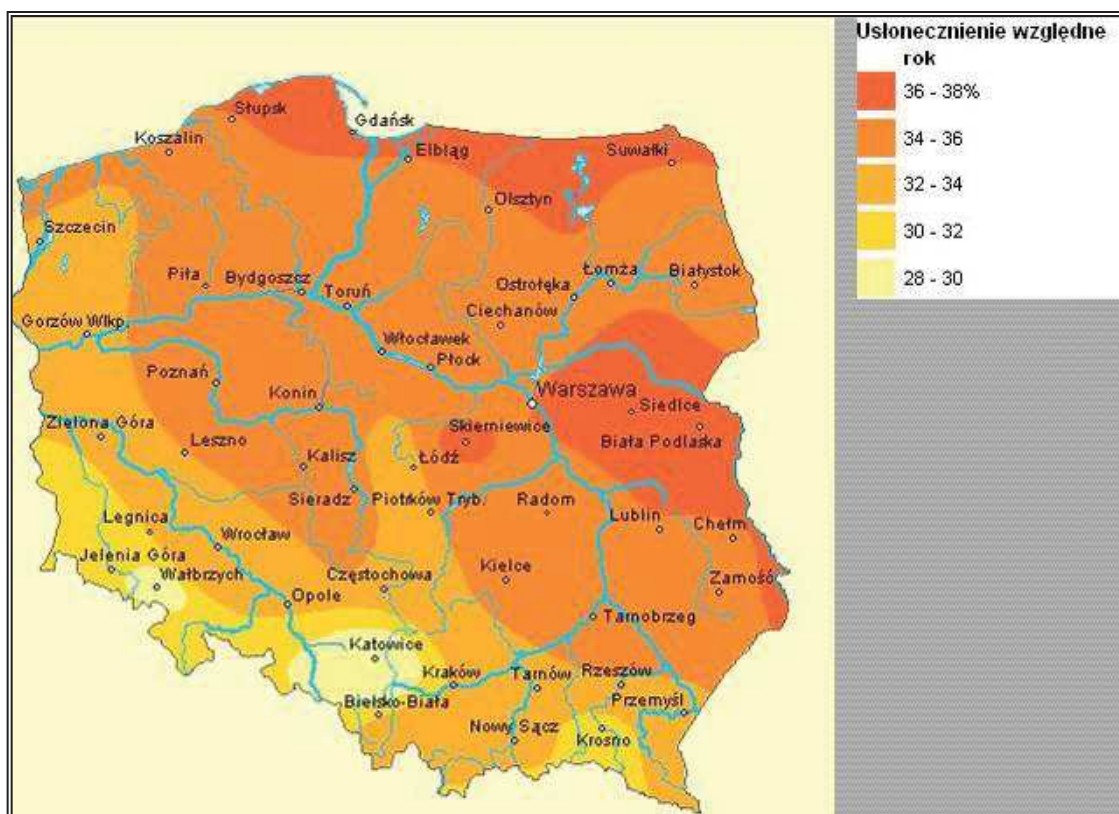 Usłonecznienie względne
rok
36 - 38%
34 - 36
32 - 34
30 - 32
28 - 30
Słupsk
Gdańsk
Koszalin
Elbląg
Suwałki
Olsztyn
Szczecin
Piła
Bydgoszcz
Toruń
Ostrołęka
Łomża
Białystok
Ciechanów
Gorzów Wlkp.
Włocławek
Płock
Poznań
Konin
Warszawa
Siedlce
Zielona Góra
Leszno
Skierniewice
Biała Podlaska
Kalisz
Łódź
Sieradz
Piotrków Tryb.
Radom
Lublin
Chełm
Legnica
Wrocław
Jelenia Góra
Wałbrzych
Częstochowa
Kielce
Zamość
Opole
Tarnobrzeg
Katowice
Kraków
Tarnów
Rzeszów
Bielsko-Biała
Przemyśl
Nowy Sącz
Krosno